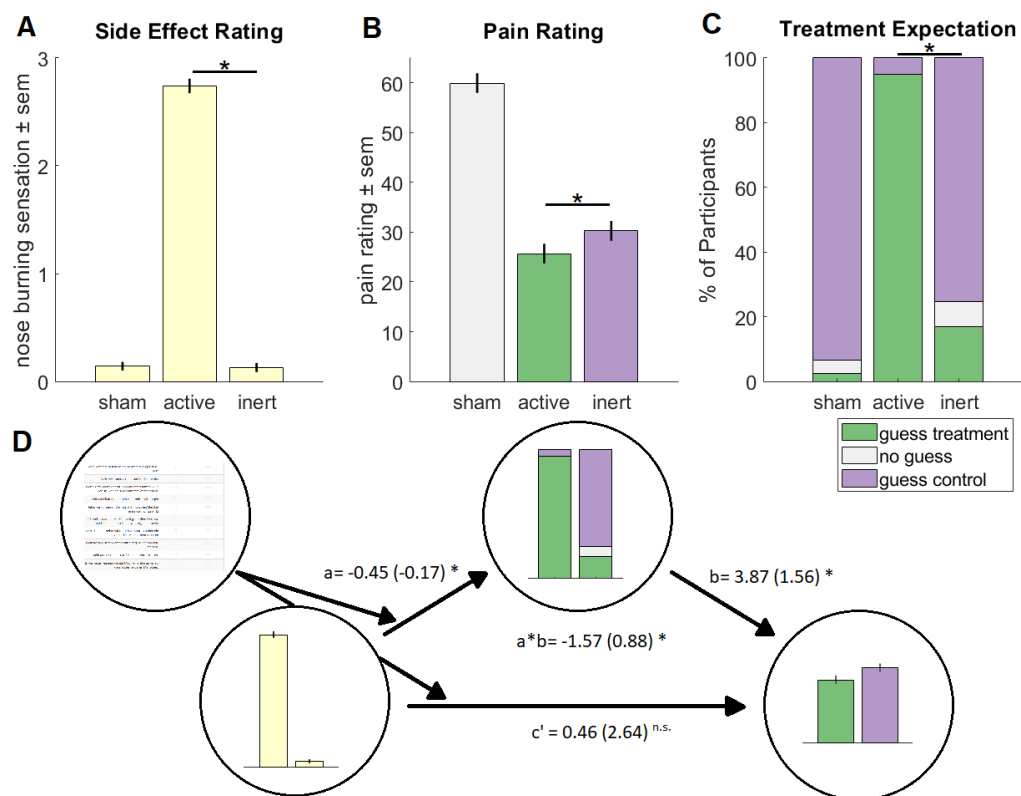 A
Side Effect Rating
nose burning sensation ± sem
3
2
1
0
*
sham
active
inert
B
Pain Rating
pain rating ± sem
60
50
40
30
20
10
0
*
sham
active
inert
C
Treatment Expectation
% of Participants
100
80
60
40
20
0
*
sham
active
inert
guess treatment
no guess
guess control
D
a= -0.45 (-0.17) *
b= 3.87 (1.56) *
a*b= -1.57 (0.88) *
c' = 0.46 (2.64) n.s.